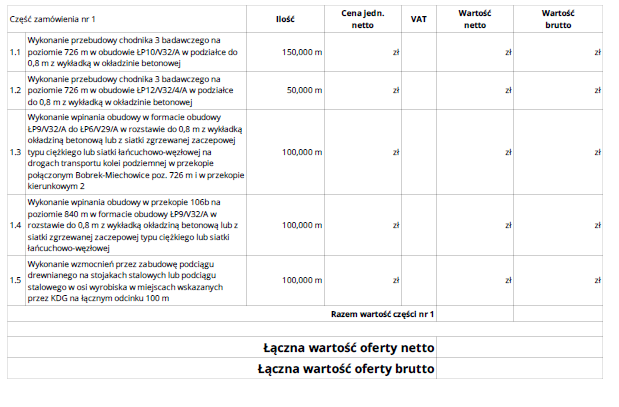 Część zamówienia nr 1 Ilość Cena Jedn. netto VAT Wartość netto Wartość brutto
1.1 Wykonanie przebudowy chodnika 3 badawczego na
poziomie 726 m w obudowie ŁP10/V32/A w podziałce do
0,8 m z wykładką w okładzinie betonowej
150,000 m zł zł zł
1.2 Wykonanie przebudowy chodnika 3 badawczego na
poziomie 726 m w obudowie ŁP12/V32/4/A w podziałce
do 0,8 m z wykładką w okładzinie betonowej
50,000 m zł zł zł
1.3 Wykonanie wpinania obudowy w formacie obudowy
ŁP9/V32/A do ŁP6/V29/A w rozstawie do 0,8 m z wykładką
okładziną betonową lub z siatki zgrzewanej zaczepowej
typu ciężkiego lub siatki łańcuchowo-węzłowej na
drogach transportu kolei podziemnej w przekopie
połączonym Bobrek-Miechowice poz. 726 m i w przekopie
kierunkowym 2
100,000 m zł zł zł
1.4 Wykonanie wpinania obudowy w przekopie 106b na
poziomie 840 m w formacie obudowy ŁP9/V32/A w
rozstawie do 0,8 m z wykładką okładziną betonową lub z
siatki zgrzewanej zaczepowej typu ciężkiego lub siatki
łańcuchowo-węzłowej
100,000 m zł zł zł
1.5 Wykonanie wzmocnień przez zabudowę podciągu
drewnianego na stojakach stalowych lub podciągu
stalowego w osi wyrobiska w miejscach wskazanych
przez KDG na łącznym odcinku 100 m
100,000 m zł zł zł
Razem wartość części nr 1
Łączna wartość oferty netto
Łączna wartość oferty brutto